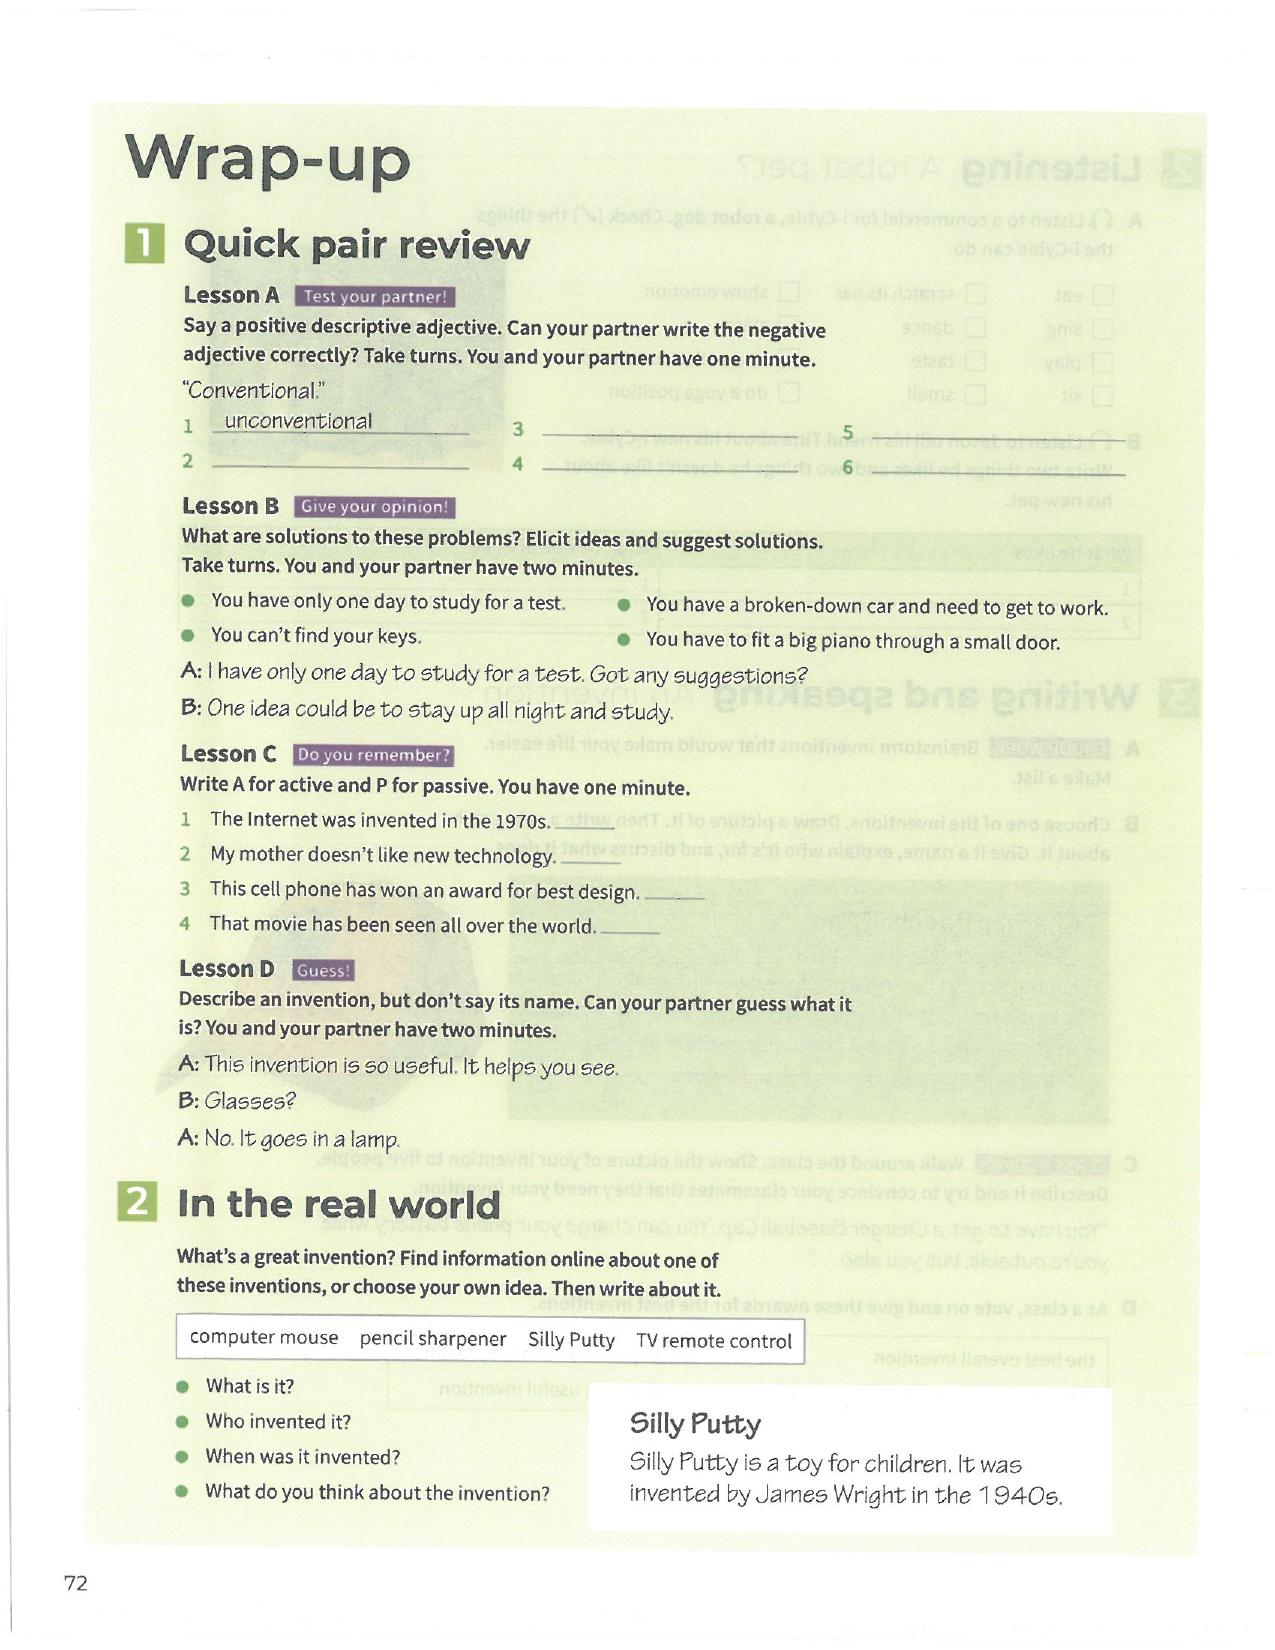 Wrap-up
1 Quick pair review
Lesson A Test your partner!
Say a positive descriptive adjective. Can your partner write the negative
adjective correctly? Take turns. You and your partner have one minute.
"Conventional."
1 unconventional 3 5
2 4 6
Lesson B Give your opinion!
What are solutions to these problems? Elicit ideas and suggest solutions.
Take turns. You and your partner have two minutes.
• You have only one day to study for a test. • You have a broken-down car and need to get to work.
• You can't find your keys. • You have to fit a big piano through a small door.
A: I have only one day to study for a test. Got any suggestions?
B: One idea could be to stay up all night and study.
Lesson C Do you remember?
Write A for active and P for passive. You have one minute.
1 The Internet was invented in the 1970s.
2 My mother doesn't like new technology.
3 This cell phone has won an award for best design.
4 That movie has been seen all over the world.
Lesson D Guess!
Describe an invention, but don't say its name. Can your partner guess what it
is? You and your partner have two minutes.
A: This invention is so useful. It helps you see.
B: Glasses?
A: No. It goes in a lamp.
2 In the real world
What's a great invention? Find information online about one of
these inventions, or choose your own idea. Then write about it.
computer mouse pencil sharpener Silly Putty TV remote control
• What is it?
• Who invented it?
• When was it invented?
• What do you think about the invention?
Silly Putty
Silly Putty is a toy for children. It was
invented by James Wright in the 1940s.
72